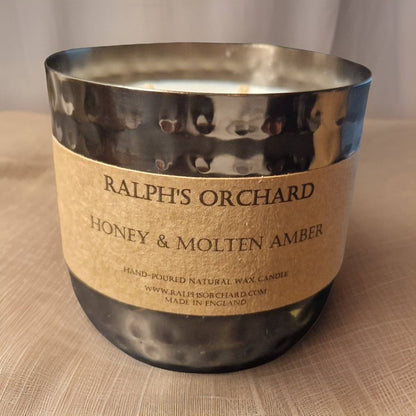 RALPH'S ORCHARD
HONEY & MOLTEN AMBER
HAND-POURED NATURAL WAX CANDLE
WWW.RALPHSORCHARD.COM
MADE IN ENGLAND